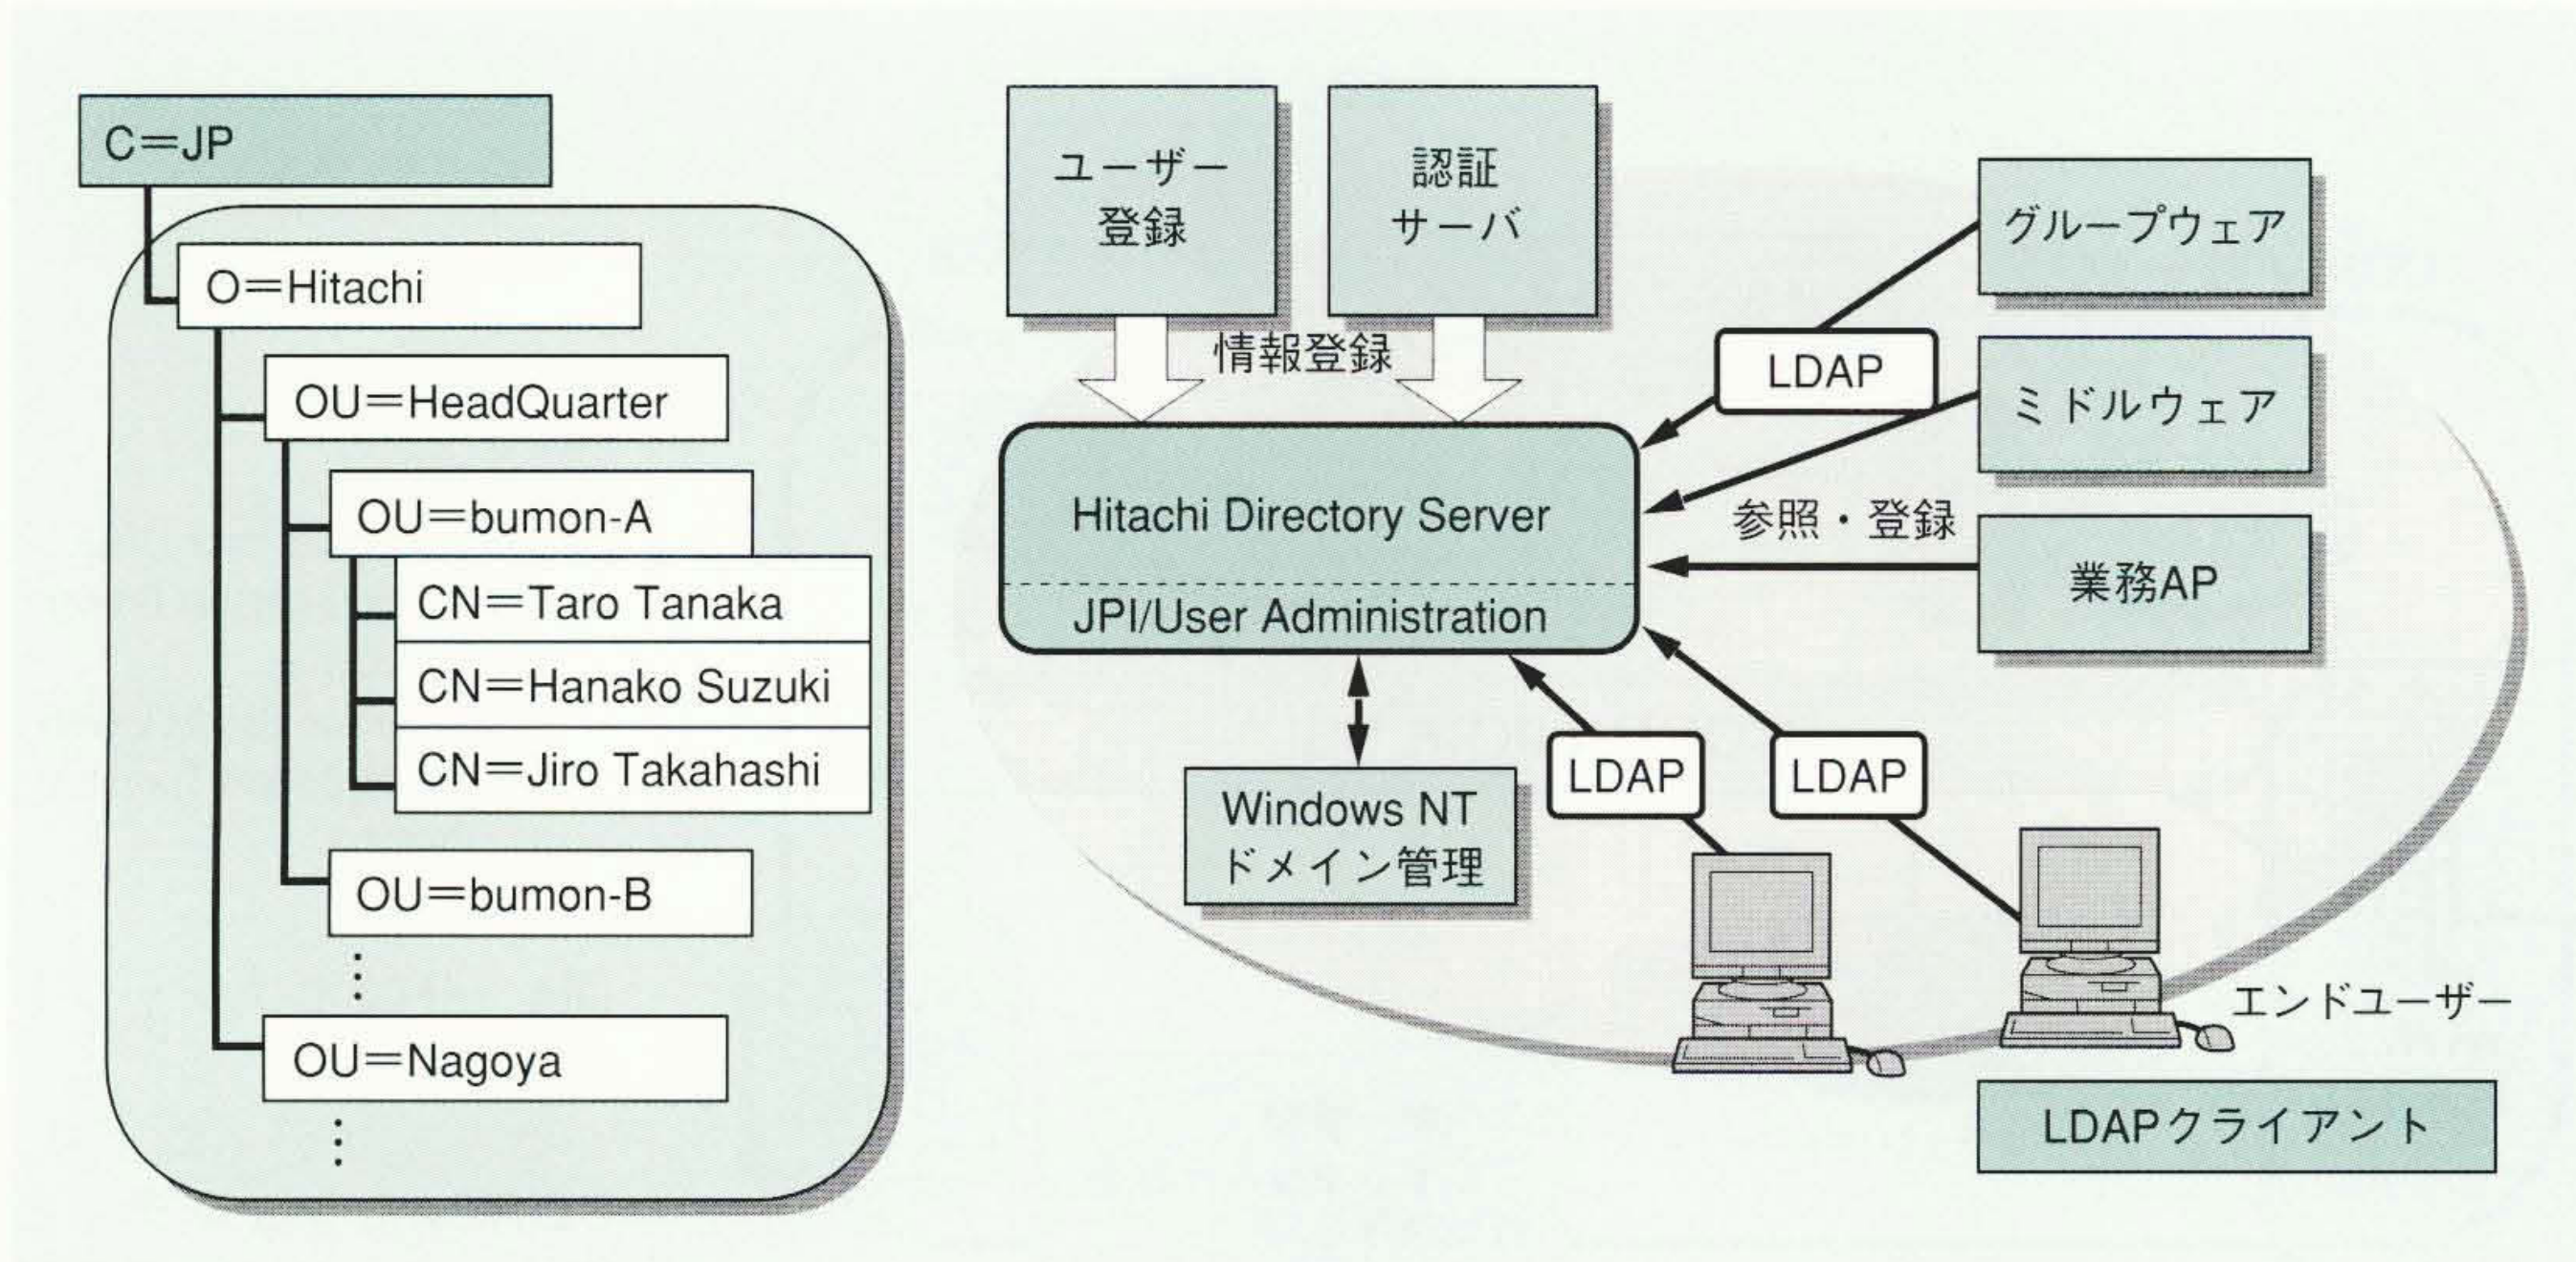 C=JP
O=Hitachi
OU=HeadQuarter
OU=bumon-A
CN=Taro Tanaka
CN=Hanako Suzuki
CN=Jiro Takahashi
OU=bumon-B
OU=Nagoya
ユーザー
登録
認証
サーバ
情報登録
グループウェア
LDAP
ミドルウェア
Hitachi Directory Server
参照・登録
業務AP
JPI/User Administration
LDAP
LDAP
Windows NT
ドメイン管理
エンドユーザー
LDAPクライアント